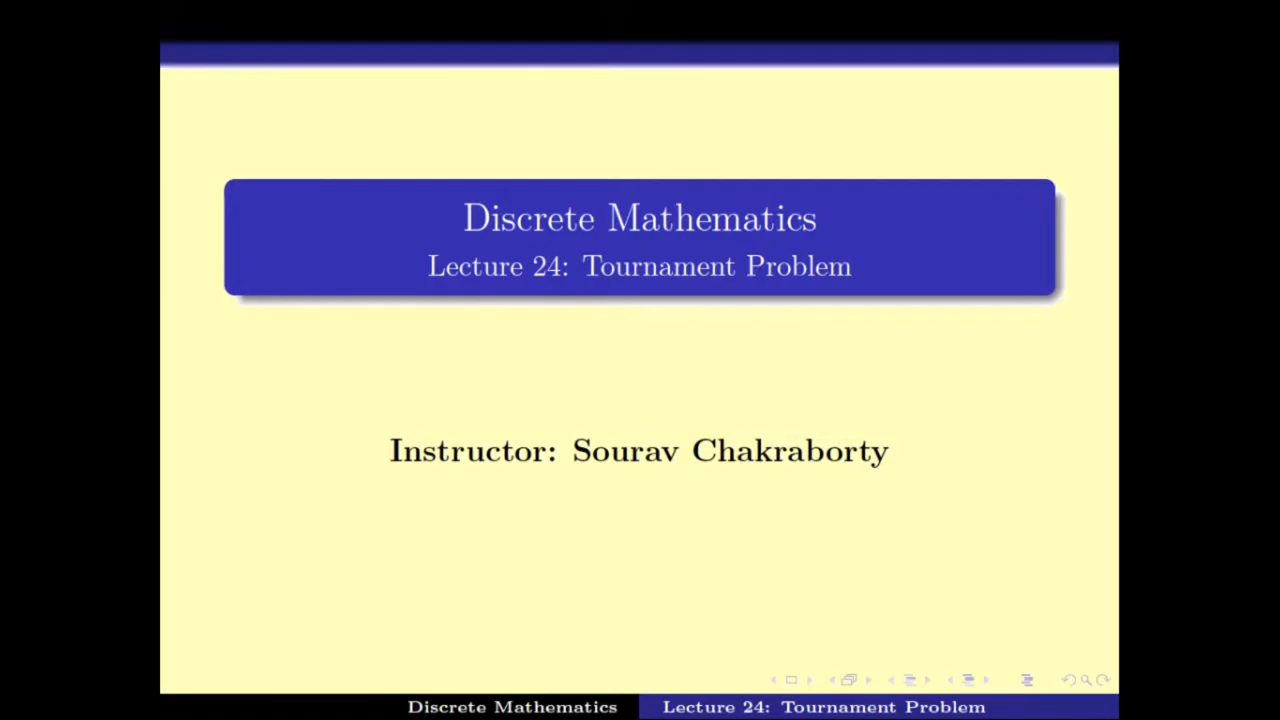 Discrete Mathematics
Lecture 24: Tournament Problem
Instructor: Sourav Chakraborty
Discrete Mathematics Lecture 24: Tournament Problem